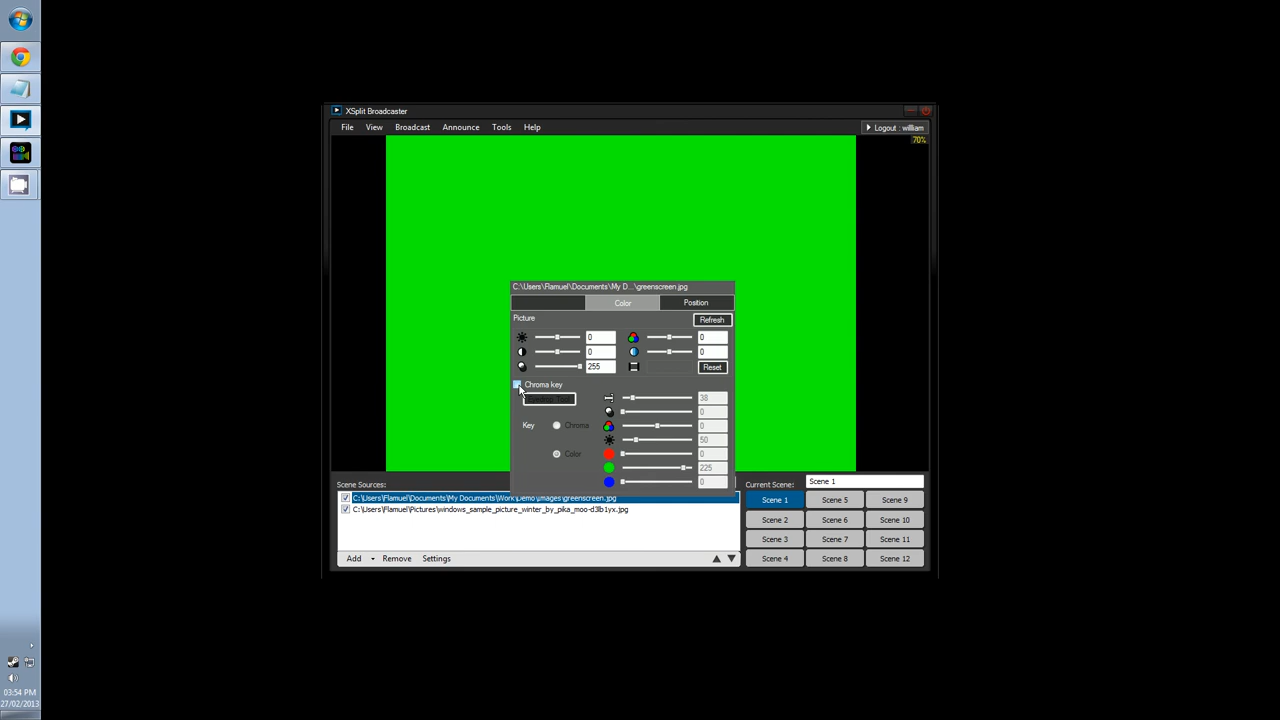 XSplit Broadcaster
File View Broadcast Announce Tools Help
Logout : william
70%
C:\Users\Flamuel\Documents\My D...\greenscreen.jpg
Color Position
Picture
Refresh
0 0
0 0
255
Reset
Chroma key
38
0
Key Chroma 0
50
Color 0
225
0
Scene Sources:
C:\Users\Flamuel\Documents\My Documents\Work\Demo\Images\greenscreen.jpg
C:\Users\Flamuel\Pictures\windows_sample_picture_winter_by_pika_moo-d3lb1yx.jpg
Add Remove Settings
Current Scene: Scene 1
Scene 1 Scene 5 Scene 9
Scene 2 Scene 6 Scene 10
Scene 3 Scene 7 Scene 11
Scene 4 Scene 8 Scene 12
03:54 PM
27/02/2013